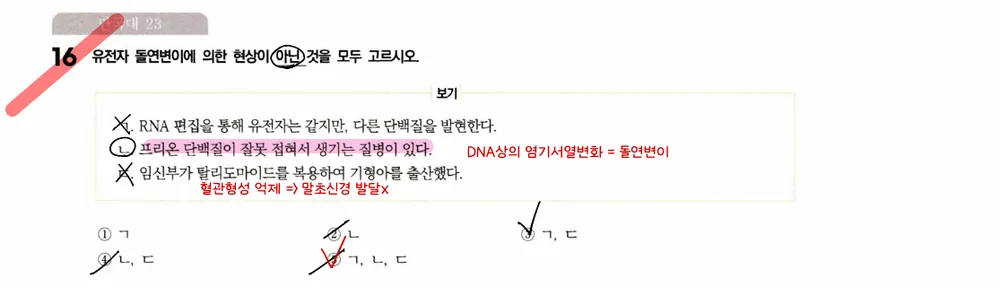 16 유전자 돌연변이에 의한 현상이 아닌 것을 모두 고르시오.
보기
ㄱ. RNA 편집을 통해 유전자는 같지만, 다른 단백질을 발현한다.
ㄴ. 프리온 단백질이 잘못 접혀서 생기는 질병이 있다.
DNA상의 염기서열변화 = 돌연변이
ㄷ. 임신부가 탈리도마이드를 복용하여 기형아를 출산했다.
혈관형성 억제 => 말초신경 발달x
① ㄱ ② ㄴ ③ ㄱ, ㄷ
④ ㄴ, ㄷ ⑤ ㄱ, ㄴ, ㄷ